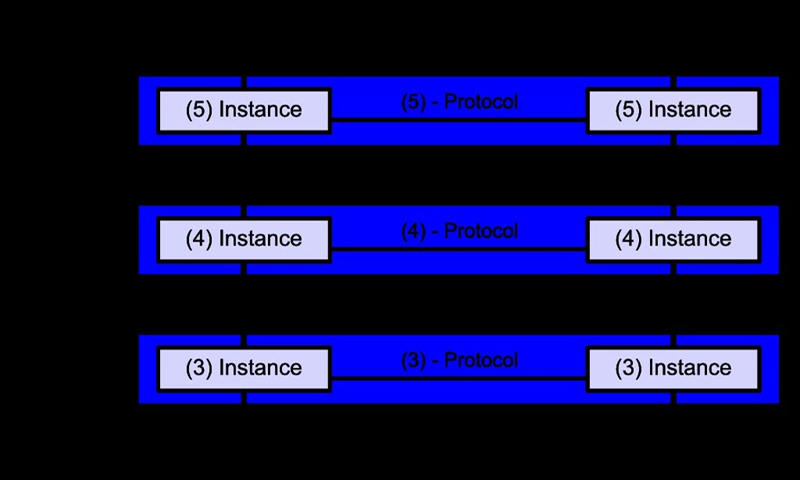 (5) Instance (5) - Protocol (5) Instance
(4) Instance (4) - Protocol (4) Instance
(3) Instance (3) - Protocol (3) Instance